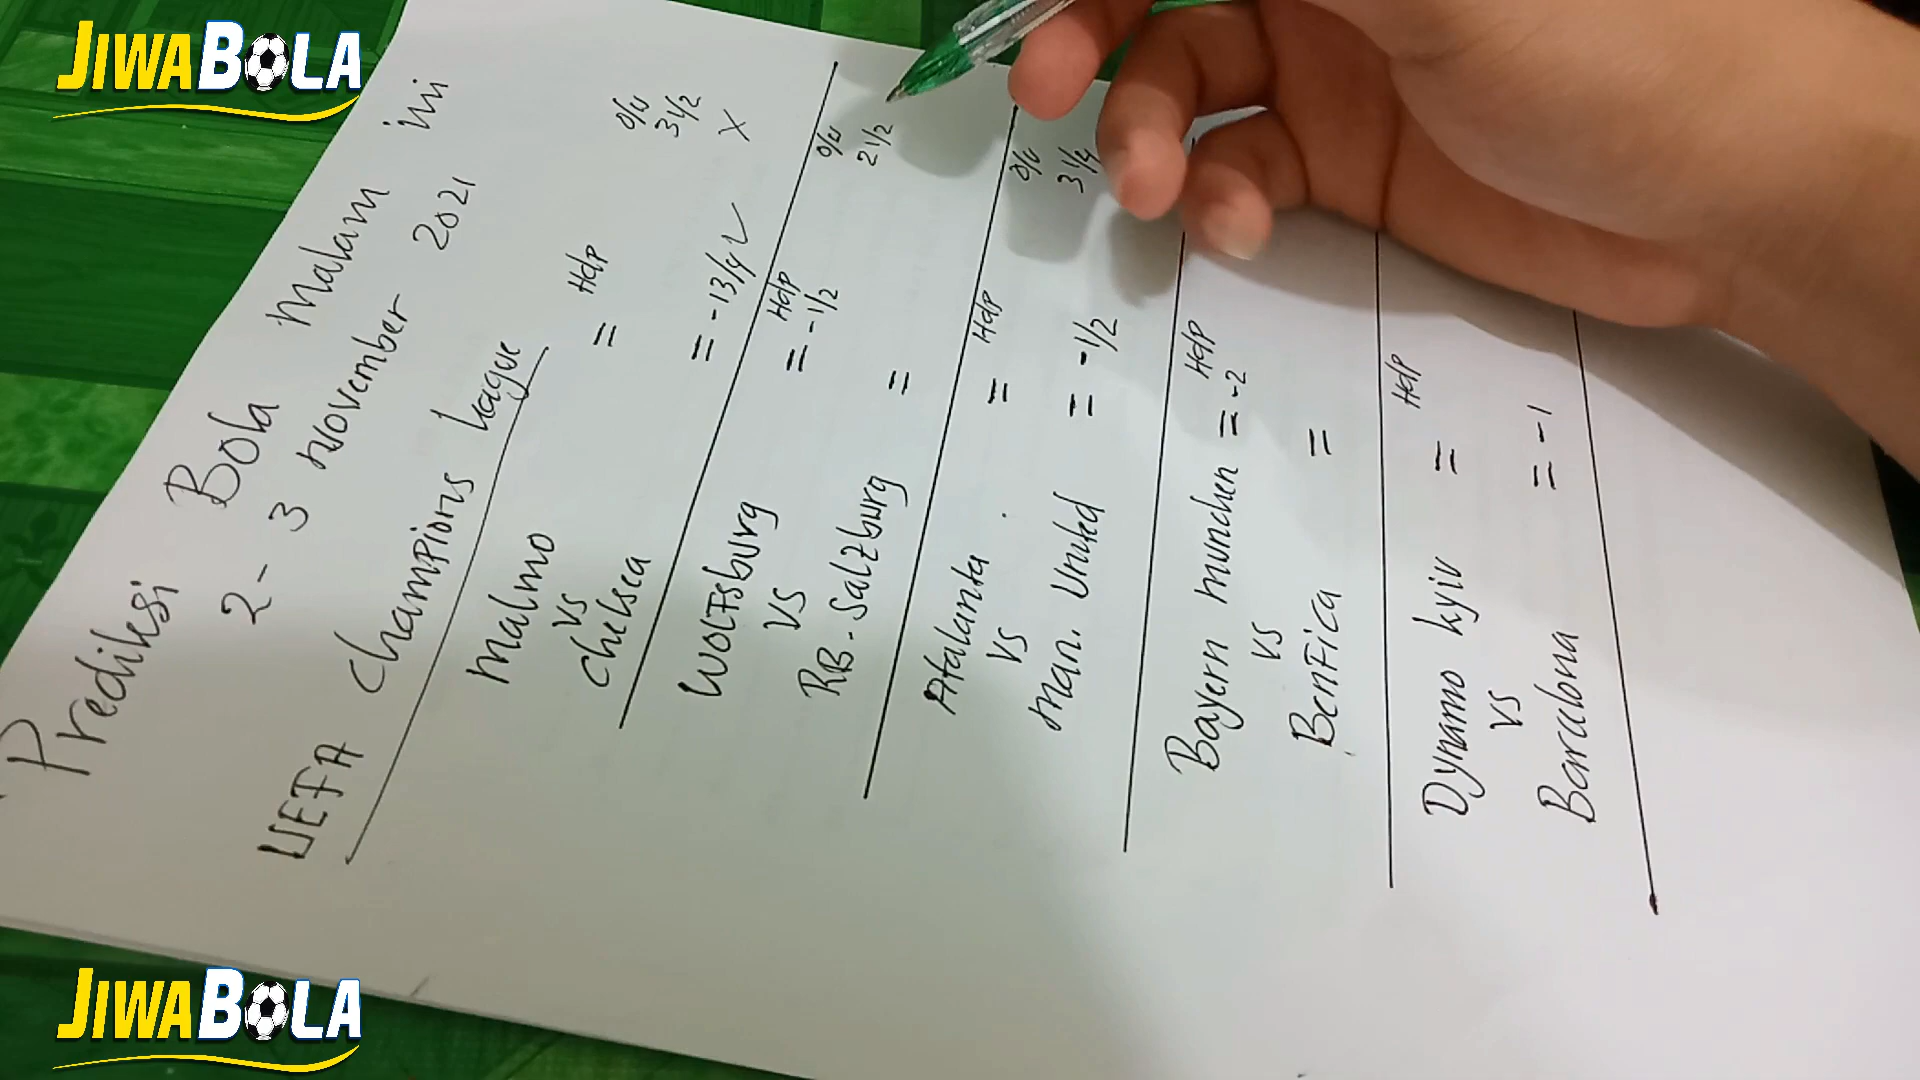 JIWABOLA
Prediksi Bola Malam ini
2 - 3 November 2021
UEFA Champions League
Malmo = Hdp O/U
vs 3 1/2
Chelsea = -1 3/4 ✓ X
Wolfsburg = Hdp -1/2 O/U
vs 2 1/2
RB. Salzburg =
Atalanta = Hdp O/U
vs 3 1/4
Man. United = -1/2
Bayern Munchen = Hdp -2
vs
Benfica =
Dynamo Kyiv = Hdp
vs
Barcelona = -1
JIWABOLA